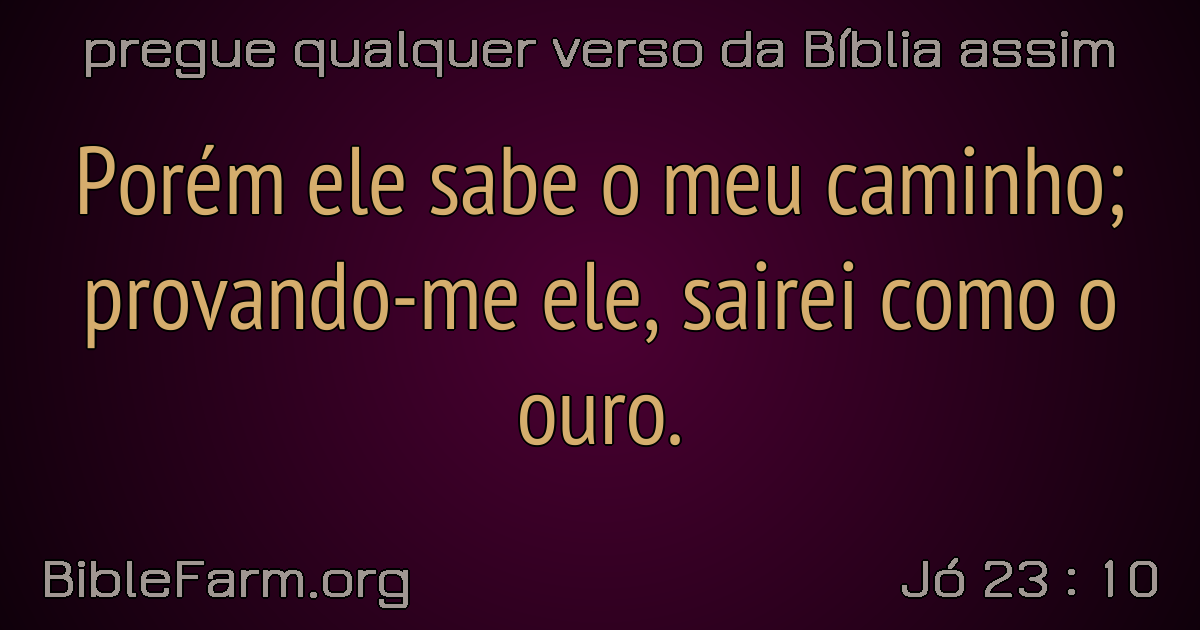 pregue qualquer verso da Bíblia assim
Porém ele sabe o meu caminho;
provando-me ele, sairei como o
ouro.
BibleFarm.org
Jó 23 : 10